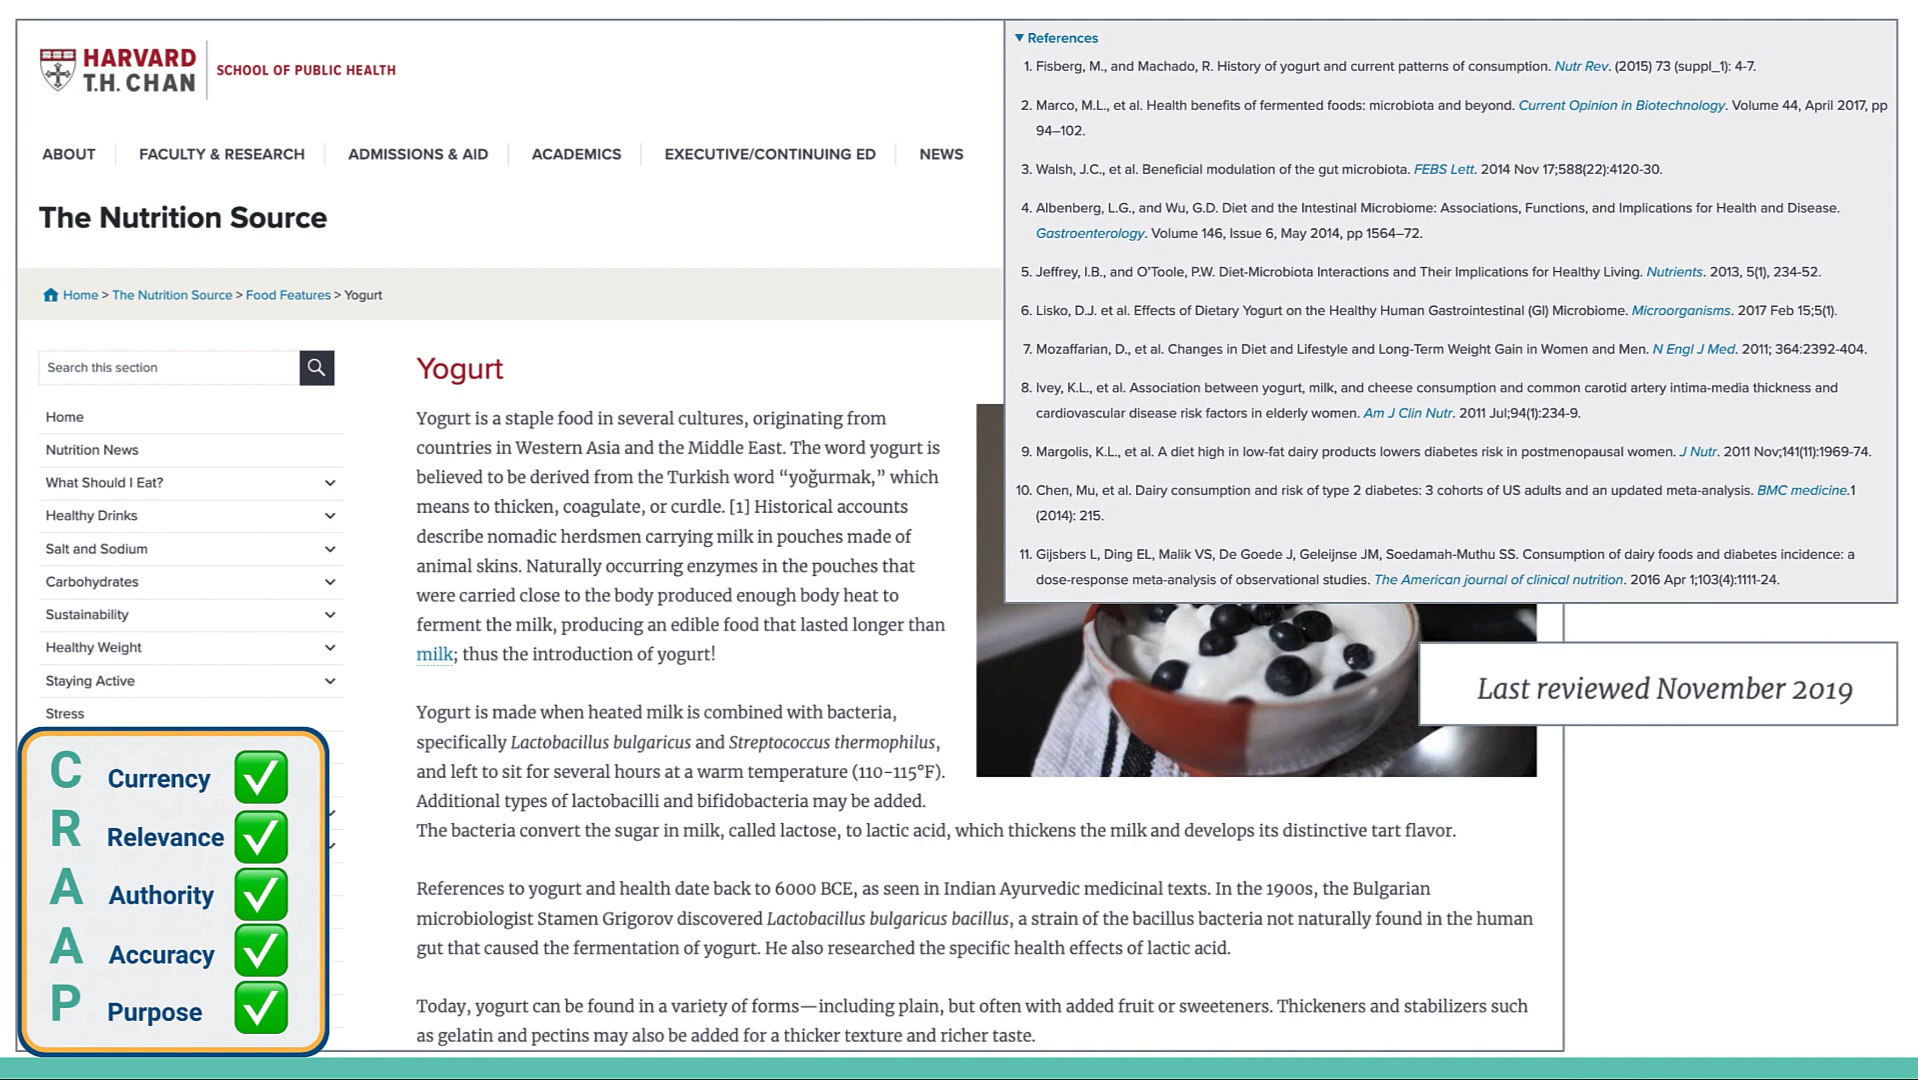 HARVARD
T.H. CHAN
SCHOOL OF PUBLIC HEALTH
ABOUT
FACULTY & RESEARCH
ADMISSIONS & AID
ACADEMICS
EXECUTIVE/CONTINUING ED
NEWS
The Nutrition Source
Home > The Nutrition Source > Food Features > Yogurt
Search this section
Home
Nutrition News
What Should I Eat?
Healthy Drinks
Salt and Sodium
Carbohydrates
Sustainability
Healthy Weight
Staying Active
Stress
Yogurt
Yogurt is a staple food in several cultures, originating from
countries in Western Asia and the Middle East. The word yogurt is
believed to be derived from the Turkish word “yoğurmak,” which
means to thicken, coagulate, or curdle. [1] Historical accounts
describe nomadic herdsmen carrying milk in pouches made of
animal skins. Naturally occurring enzymes in the pouches that
were carried close to the body produced enough body heat to
ferment the milk, producing an edible food that lasted longer than
milk; thus the introduction of yogurt!
Yogurt is made when heated milk is combined with bacteria,
specifically Lactobacillus bulgaricus and Streptococcus thermophilus,
and left to sit for several hours at a warm temperature (110-115°F).
Additional types of lactobacilli and bifidobacteria may be added.
The bacteria convert the sugar in milk, called lactose, to lactic acid, which thickens the milk and develops its distinctive tart flavor.
References to yogurt and health date back to 6000 BCE, as seen in Indian Ayurvedic medicinal texts. In the 1900s, the Bulgarian
microbiologist Stamen Grigorov discovered Lactobacillus bulgaricus bacillus, a strain of the bacillus bacteria not naturally found in the human
gut that caused the fermentation of yogurt. He also researched the specific health effects of lactic acid.
Today, yogurt can be found in a variety of forms—including plain, but often with added fruit or sweeteners. Thickeners and stabilizers such
as gelatin and pectins may also be added for a thicker texture and richer taste.
▼ References
1. Fisberg, M., and Machado, R. History of yogurt and current patterns of consumption. Nutr Rev. (2015) 73 (suppl_1): 4-7.
2. Marco, M.L., et al. Health benefits of fermented foods: microbiota and beyond. Current Opinion in Biotechnology. Volume 44, April 2017, pp
94–102.
3. Walsh, J.C., et al. Beneficial modulation of the gut microbiota. FEBS Lett. 2014 Nov 17;588(22):4120-30.
4. Albenberg, L.G., and Wu, G.D. Diet and the Intestinal Microbiome: Associations, Functions, and Implications for Health and Disease.
Gastroenterology. Volume 146, Issue 6, May 2014, pp 1564–72.
5. Jeffrey, I.B., and O’Toole, P.W. Diet-Microbiota Interactions and Their Implications for Healthy Living. Nutrients. 2013, 5(1), 234-52.
6. Lisko, D.J. et al. Effects of Dietary Yogurt on the Healthy Human Gastrointestinal (GI) Microbiome. Microorganisms. 2017 Feb 15;5(1).
7. Mozaffarian, D., et al. Changes in Diet and Lifestyle and Long-Term Weight Gain in Women and Men. N Engl J Med. 2011; 364:2392-404.
8. Ivey, K.L., et al. Association between yogurt, milk, and cheese consumption and common carotid artery intima-media thickness and
cardiovascular disease risk factors in elderly women. Am J Clin Nutr. 2011 Jul;94(1):234-9.
9. Margolis, K.L., et al. A diet high in low-fat dairy products lowers diabetes risk in postmenopausal women. J Nutr. 2011 Nov;141(11):1969-74.
10. Chen, Mu, et al. Dairy consumption and risk of type 2 diabetes: 3 cohorts of US adults and an updated meta-analysis. BMC medicine.1
(2014): 215.
11. Gijsbers L, Ding EL, Malik VS, De Goede J, Geleijnse JM, Soedamah-Muthu SS. Consumption of dairy foods and diabetes incidence: a
dose-response meta-analysis of observational studies. The American journal of clinical nutrition. 2016 Apr 1;103(4):1111-24.
Last reviewed November 2019
C Currency
R Relevance
A Authority
A Accuracy
P Purpose